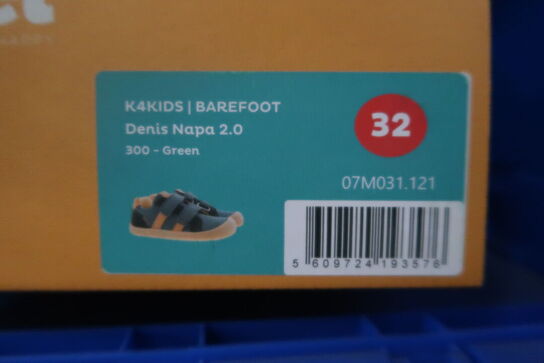 K4KIDS | BAREFOOT
Denis Napa 2.0
300 - Green
32
07M031.121
5 609724 193578